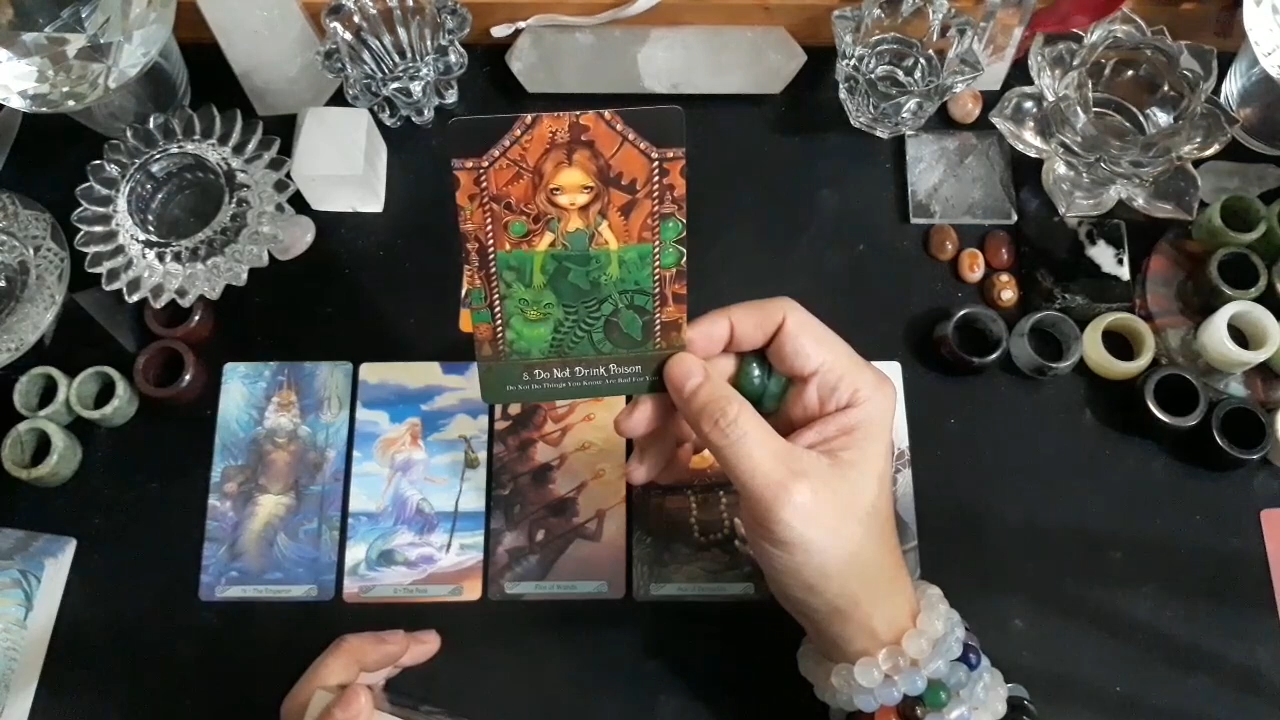 8. Do Not Drink Poison
Do Not Do Things You Know Are Bad For You
IV • The Emperor
0 • The Fool
Five of Wands